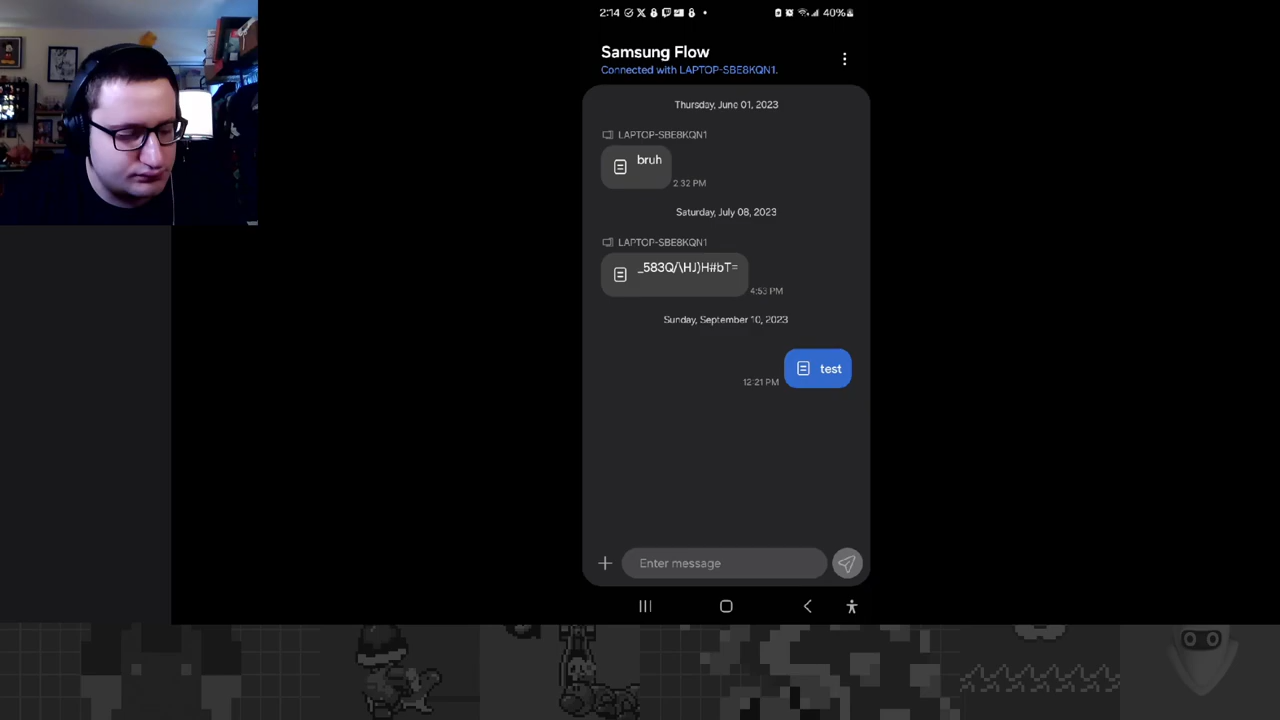 2:14
40%
Samsung Flow
Connected with LAPTOP-SBE8KQN1.
Thursday, June 01, 2023
LAPTOP-SBE8KQN1
bruh
2:32 PM
Saturday, July 08, 2023
LAPTOP-SBE8KQN1
_583Q/\HJ)H#bT=
4:53 PM
Sunday, September 10, 2023
test
12:21 PM
Enter message